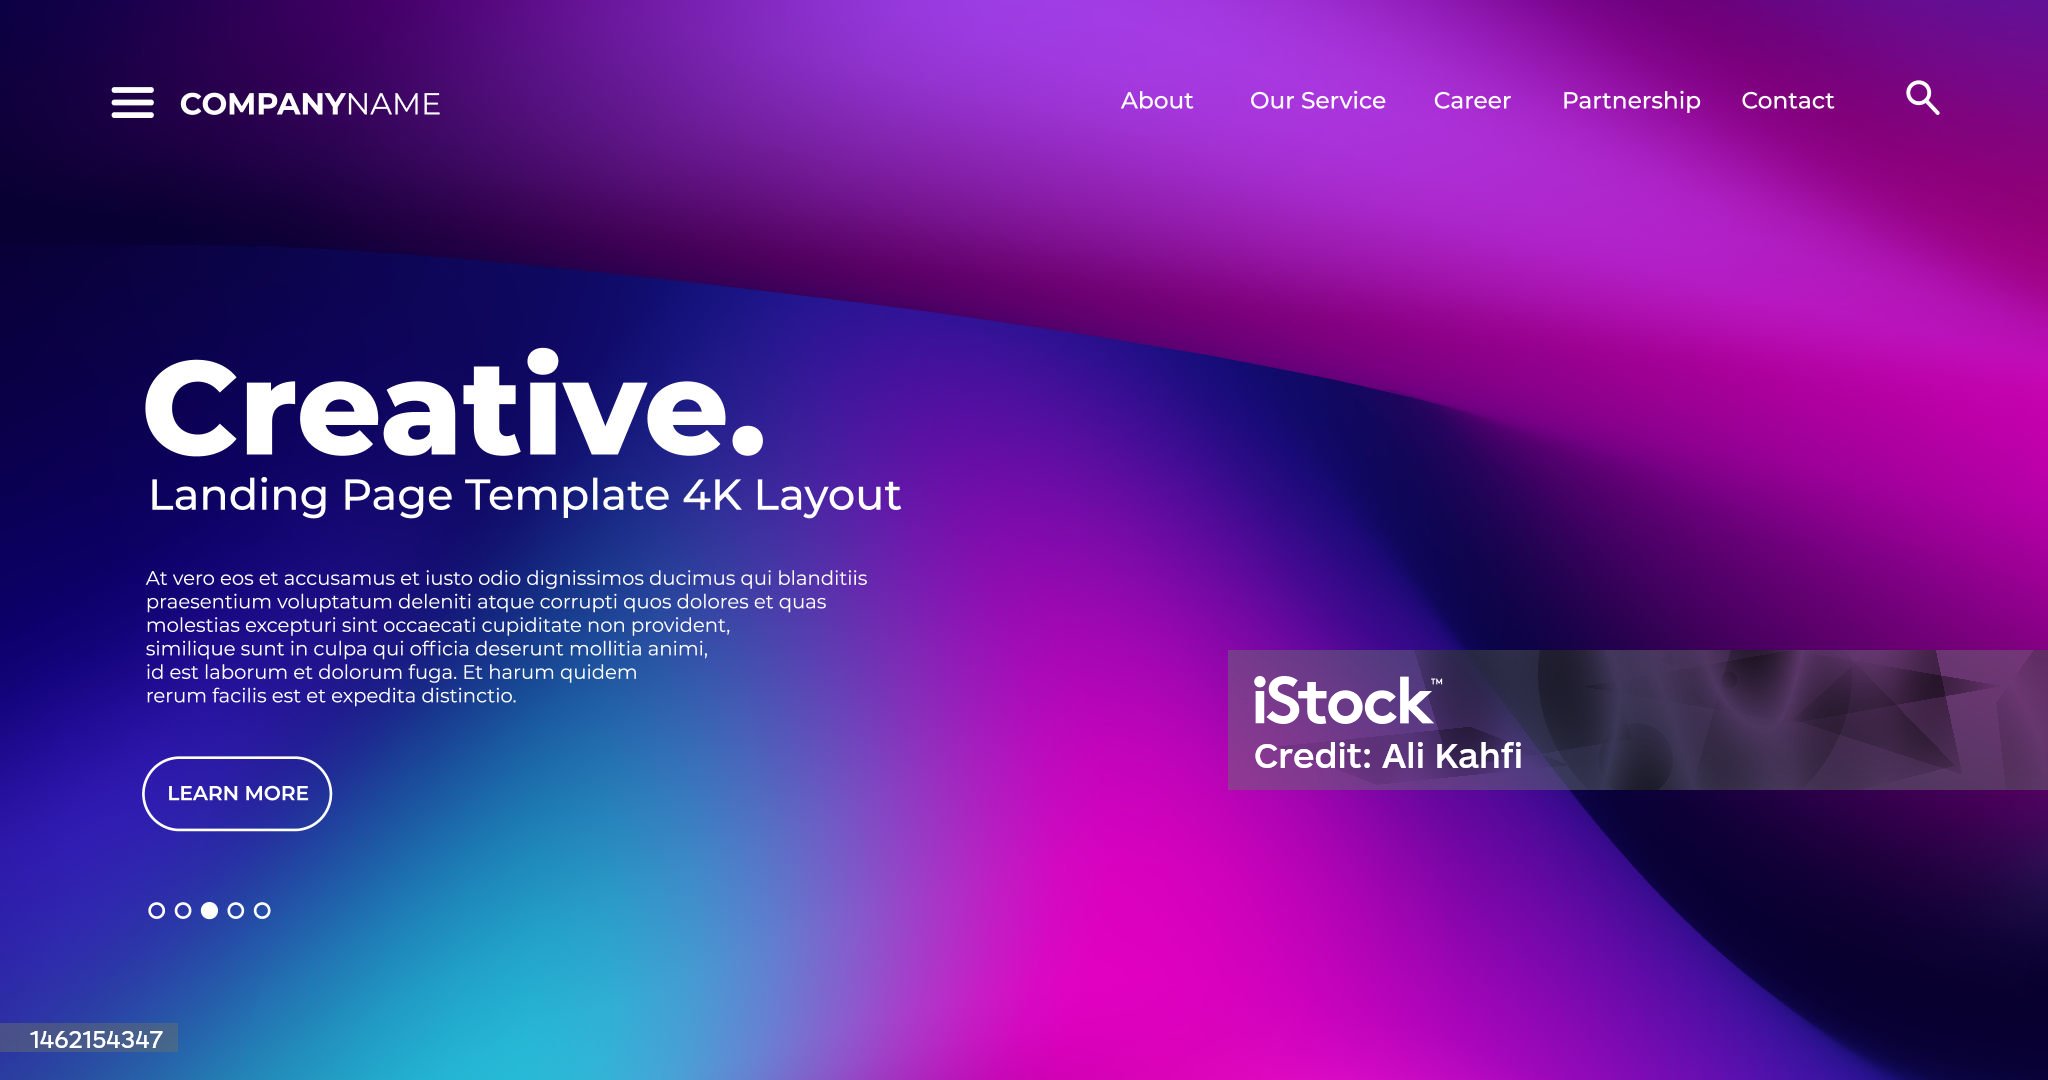 COMPANYNAME
About Our Service Career Partnership Contact
Creative.
Landing Page Template 4K Layout
At vero eos et accusamus et iusto odio dignissimos ducimus qui blanditiis
praesentium voluptatum deleniti atque corrupti quos dolores et quas
molestias excepturi sint occaecati cupiditate non provident,
similique sunt in culpa qui officia deserunt mollitia animi,
id est laborum et dolorum fuga. Et harum quidem
rerum facilis est et expedita distinctio.
LEARN MORE
iStock™
Credit: Ali Kahfi
1462154347